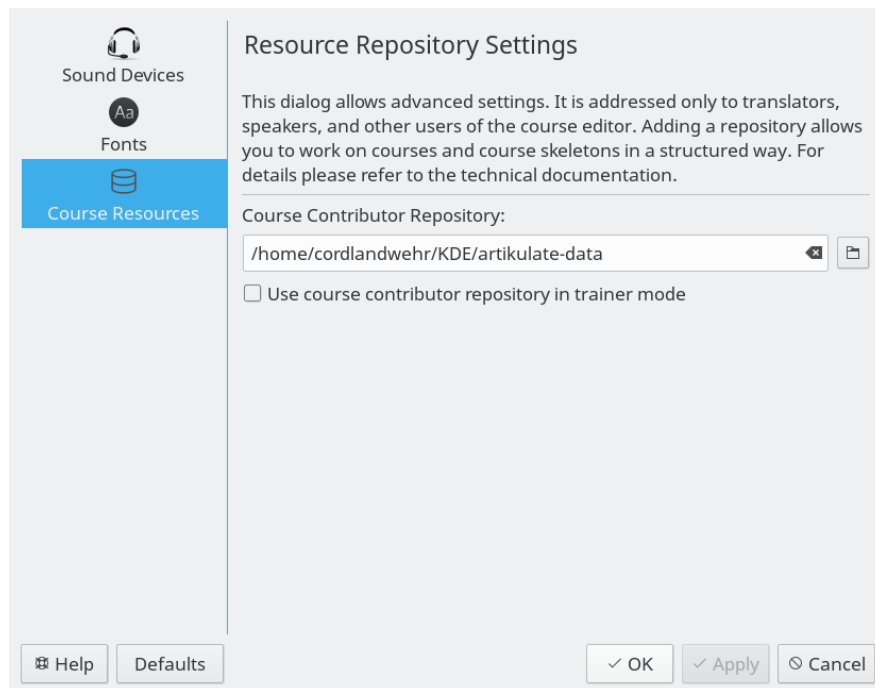 Sound Devices
Aa
Fonts
Course Resources
Resource Repository Settings
This dialog allows advanced settings. It is addressed only to translators,
speakers, and other users of the course editor. Adding a repository allows
you to work on courses and course skeletons in a structured way. For
details please refer to the technical documentation.
Course Contributor Repository:
/home/cordlandwehr/KDE/artikulate-data
Use course contributor repository in trainer mode
Help
Defaults
OK
Apply
Cancel